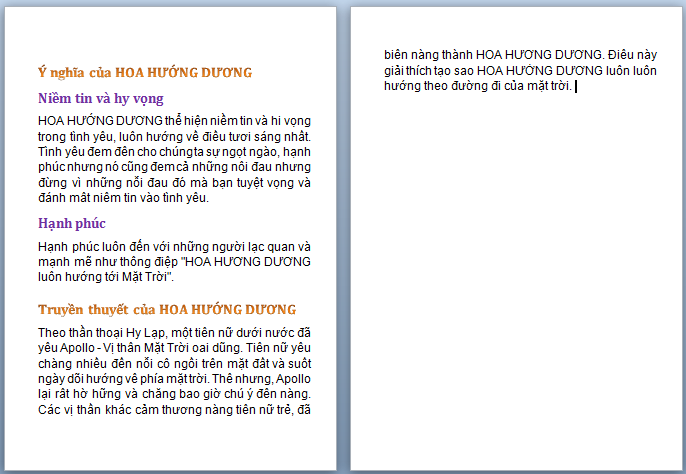 Ý nghĩa của HOA HƯỚNG DƯƠNG
Niềm tin và hy vọng
HOA HƯỚNG DƯƠNG thể hiện niềm tin và hi vọng
trong tình yêu, luôn hướng về điều tươi sáng nhất.
Tình yêu đem đến cho chúng ta sự ngọt ngào, hạnh
phúc nhưng nó cũng đem cả những nỗi đau nhưng
đừng vì những nỗi đau đó mà bạn tuyệt vọng và
đánh mất niềm tin vào tình yêu.
Hạnh phúc
Hạnh phúc luôn đến với những người lạc quan và
mạnh mẽ như thông điệp "HOA HƯỚNG DƯƠNG
luôn hướng tới Mặt Trời".
Truyền thuyết của HOA HƯỚNG DƯƠNG
Theo thần thoại Hy Lạp, một tiên nữ dưới nước đã
yêu Apollo - Vị thần Mặt Trời oai dũng. Tiên nữ yêu
chàng nhiều đến nỗi cô ngồi trên mặt đất và suốt
ngày dõi hướng về phía mặt trời. Thế nhưng, Apollo
lại rất hờ hững và chẳng bao giờ chú ý đến nàng.
Các vị thần khác cảm thương nàng tiên nữ trẻ, đã
biến nàng thành HOA HƯỚNG DƯƠNG. Điều này
giải thích tạo sao HOA HƯỚNG DƯƠNG luôn luôn
hướng theo đường đi của mặt trời.